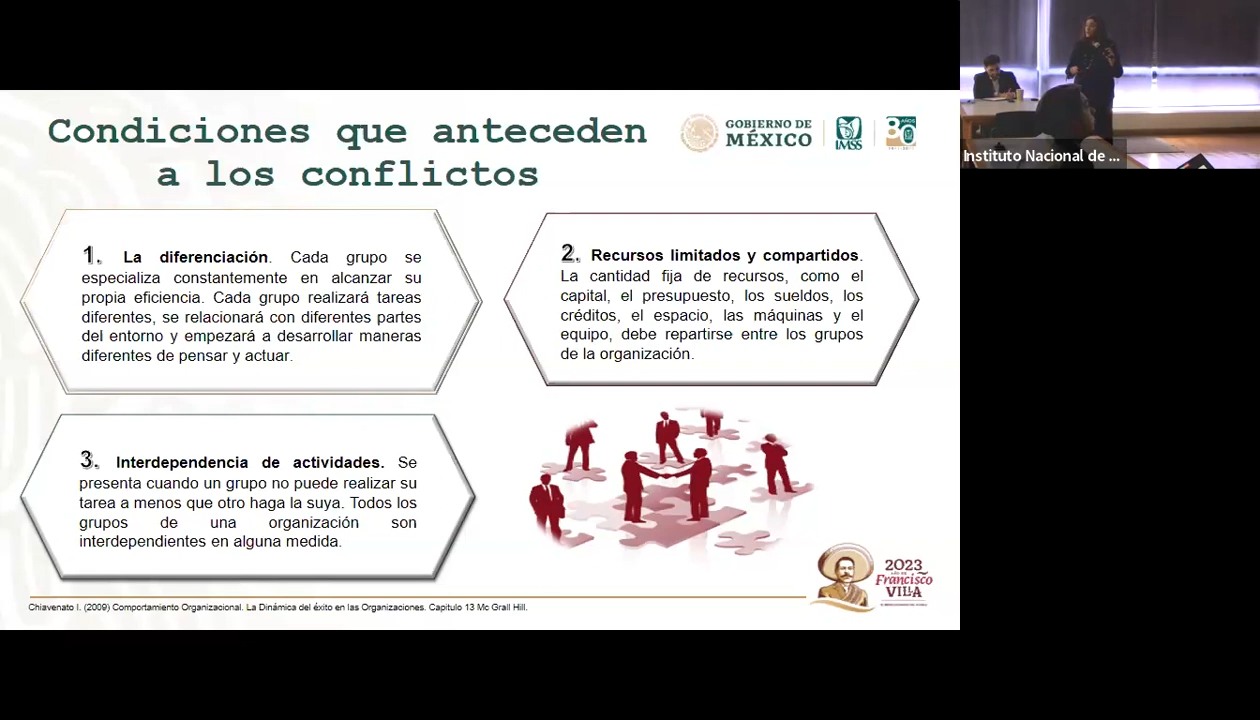 Condiciones que anteceden
a los conflictos
GOBIERNO DE
MÉXICO
IMSS
AÑOS
Instituto Nacional de ...
1. La diferenciación. Cada grupo se
especializa constantemente en alcanzar su
propia eficiencia. Cada grupo realizará tareas
diferentes, se relacionará con diferentes partes
del entorno y empezará a desarrollar maneras
diferentes de pensar y actuar.
2. Recursos limitados y compartidos.
La cantidad fija de recursos, como el
capital, el presupuesto, los sueldos, los
créditos, el espacio, las máquinas y el
equipo, debe repartirse entre los grupos
de la organización.
3. Interdependencia de actividades. Se
presenta cuando un grupo no puede realizar su
tarea a menos que otro haga la suya. Todos los
grupos de una organización son
interdependientes en alguna medida.
2023
Francisco
VILLA
Chiavenato I. (2009) Comportamiento Organizacional. La Dinámica del éxito en las Organizaciones. Capitulo 13 Mc Grall Hill.